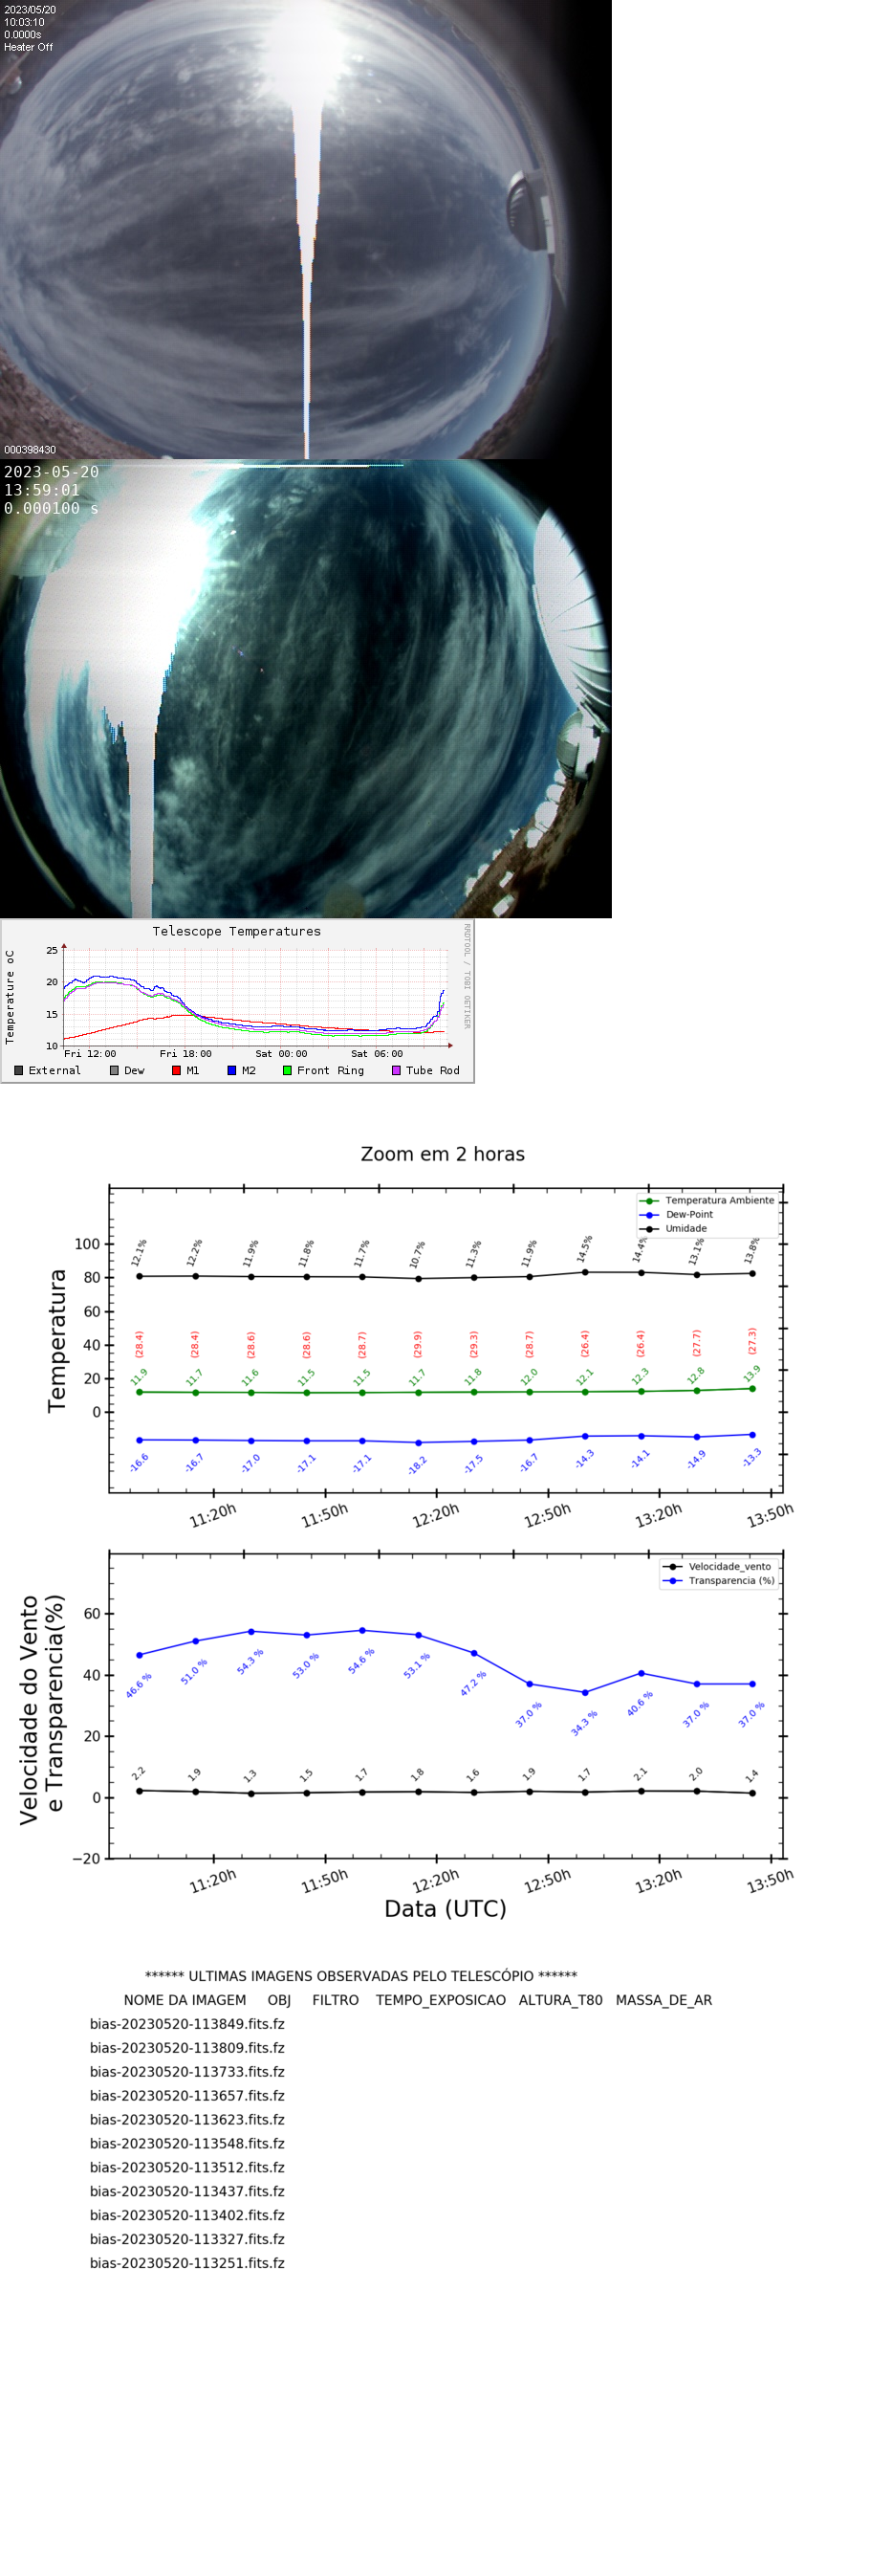 2023/05/20
10:03:10
0.0000s
Heater Off
000398430
2023-05-20
13:59:01
0.000100 s
Telescope Temperatures
RRDTOOL / TOBI OETIKER
Temperature oC
25
20
15
10
Fri 12:00 Fri 18:00 Sat 00:00 Sat 06:00
External Dew M1 M2 Front Ring Tube Rod
Zoom em 2 horas
Temperatura Ambiente
Dew-Point
Umidade
Temperatura
100
80
60
40
20
0
12.1% 12.2% 11.9% 11.8% 11.7% 10.7% 11.3% 11.9% 14.5% 14.4% 13.1% 13.8%
(28.4) (28.4) (28.6) (28.6) (28.7) (29.9) (29.3) (28.7) (26.4) (26.4) (27.7) (27.3)
11.9 11.7 11.6 11.5 11.5 11.7 11.8 12.0 12.1 12.3 12.8 13.9
-16.6 -16.7 -17.0 -17.1 -17.1 -18.2 -17.5 -16.7 -14.3 -14.1 -14.9 -13.3
11:20h 11:50h 12:20h 12:50h 13:20h 13:50h
Velocidade_vento
Transparencia (%)
Velocidade do Vento
e Transparencia(%)
60
40
20
0
−20
46.6 % 51.0 % 54.3 % 53.0 % 54.6 % 53.1 % 47.2 % 37.0 % 34.3 % 40.6 % 37.0 % 37.0 %
2.2 1.9 1.3 1.5 1.7 1.8 1.6 1.9 1.7 2.1 2.0 1.4
11:20h 11:50h 12:20h 12:50h 13:20h 13:50h
Data (UTC)
****** ULTIMAS IMAGENS OBSERVADAS PELO TELESCÓPIO ******
NOME DA IMAGEM OBJ FILTRO TEMPO_EXPOSICAO ALTURA_T80 MASSA_DE_AR
bias-20230520-113849.fits.fz
bias-20230520-113809.fits.fz
bias-20230520-113733.fits.fz
bias-20230520-113657.fits.fz
bias-20230520-113623.fits.fz
bias-20230520-113548.fits.fz
bias-20230520-113512.fits.fz
bias-20230520-113437.fits.fz
bias-20230520-113402.fits.fz
bias-20230520-113327.fits.fz
bias-20230520-113251.fits.fz